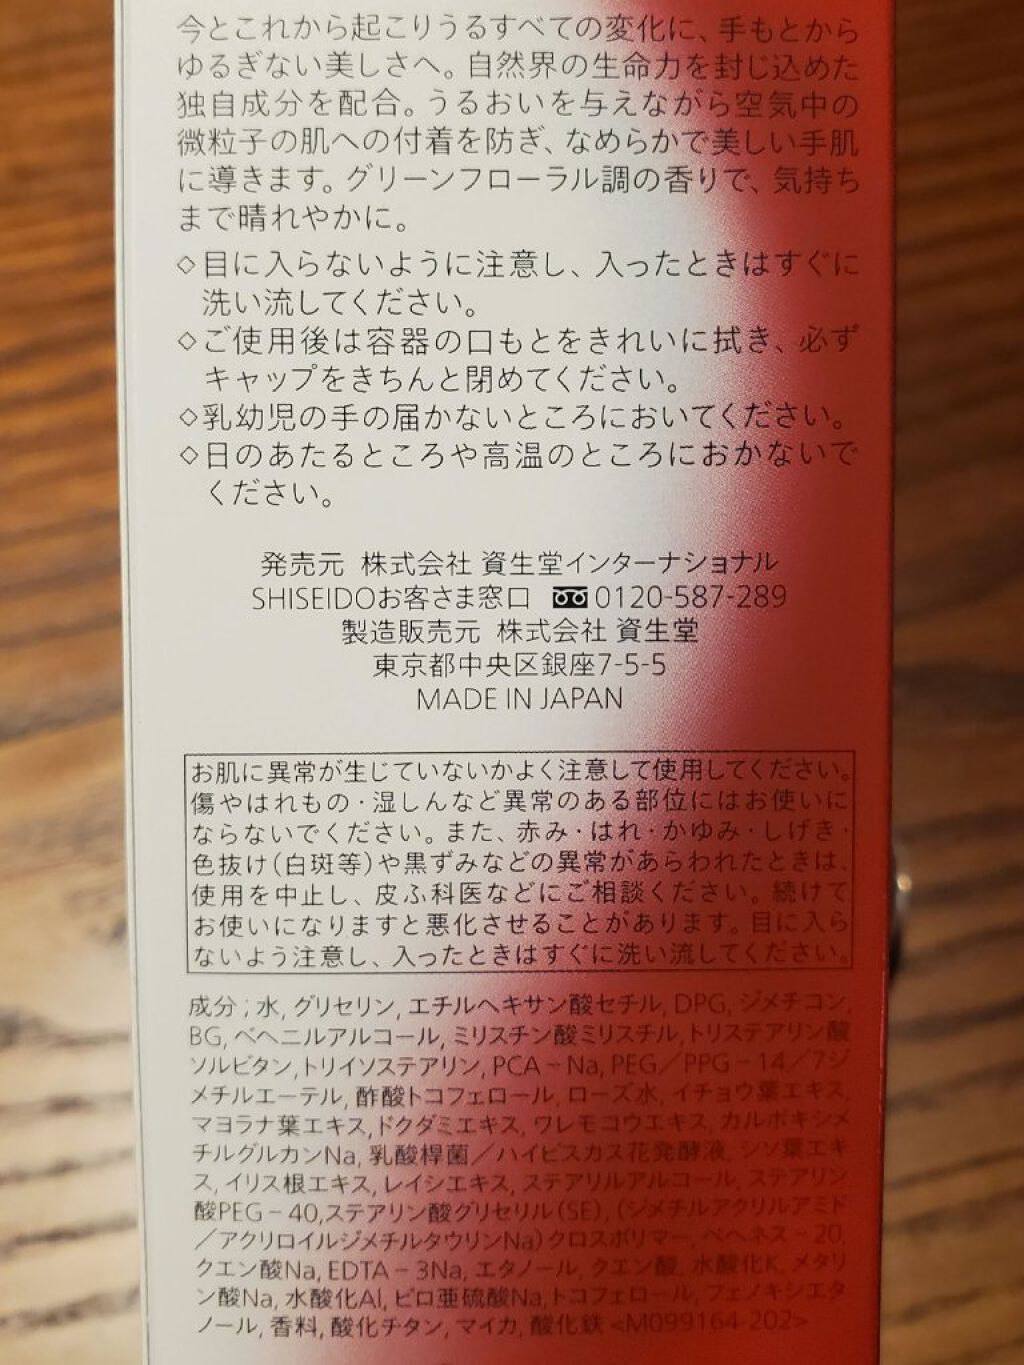 今とこれから起こりうるすべての変化に、手もとから
ゆるぎない美しさへ。自然界の生命力を封じ込めた
独自成分を配合。うるおいを与えながら空気中の
微粒子の肌への付着を防ぎ、なめらかで美しい手肌
に導きます。グリーンフローラル調の香りで、気持ち
まで晴れやかに。
◇目に入らないように注意し、入ったときはすぐに
洗い流してください。
◇ご使用後は容器の口もとをきれいに拭き、必ず
キャップをきちんと閉めてください。
◇乳幼児の手の届かないところにおいてください。
◇日のあたるところや高温のところにおかないで
ください。
発売元 株式会社 資生堂インターナショナル
SHISEIDOお客さま窓口 0120-587-289
製造販売元 株式会社 資生堂
東京都中央区銀座7-5-5
MADE IN JAPAN
お肌に異常が生じていないかよく注意して使用してください。
傷やはれもの・湿しんなど異常のある部位にはお使いに
ならないでください。また、赤み・はれ・かゆみ・しげき・
色抜け(白斑等)や黒ずみなどの異常があらわれたときは、
使用を中止し、皮ふ科医などにご相談ください。続けて
お使いになりますと悪化させることがあります。目に入ら
ないよう注意し、入ったときはすぐに洗い流してください。
成分;水, グリセリン, エチルヘキサン酸セチル, DPG, ジメチコン,
BG, ベヘニルアルコール, ミリスチン酸ミリスチル, トリステアリン酸
ソルビタン, トリイソステアリン, PCA-Na, PEG/PPG-14/7ジ
メチルエーテル, 酢酸トコフェロール, ローズ水, イチョウ葉エキス,
マヨラナ葉エキス, ドクダミエキス, ワレモコウエキス, カルボキシメ
チルグルカンNa, 乳酸桿菌/ハイビスカス花発酵液, シソ葉エキ
ス, イリス根エキス, レイシエキス, ステアリルアルコール, ステアリン
酸PEG-40, ステアリン酸グリセリル(SE), (ジメチルアクリルアミド
/アクリロイルジメチルタウリンNa)クロスポリマー, ベヘネス-20,
クエン酸Na, EDTA-3Na, エタノール, クエン酸, 水酸化K, メタリ
ン酸Na, 水酸化Al, ピロ亜硫酸Na, トコフェロール, フェノキシエタ
ノール, 香料, 酸化チタン, マイカ, 酸化鉄 <M099164-202>